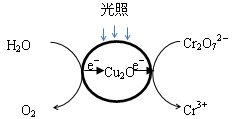 光照
H₂O
Cr₂O₇²⁻
e⁻ Cu₂O e⁻
O₂
Cr³⁺